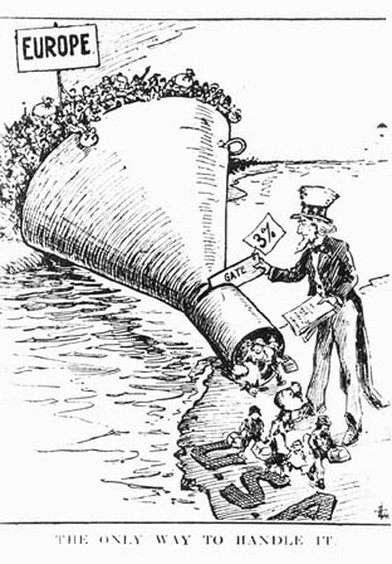 EUROPE
3%
GATE
U.S.A
THE ONLY WAY TO HANDLE IT.